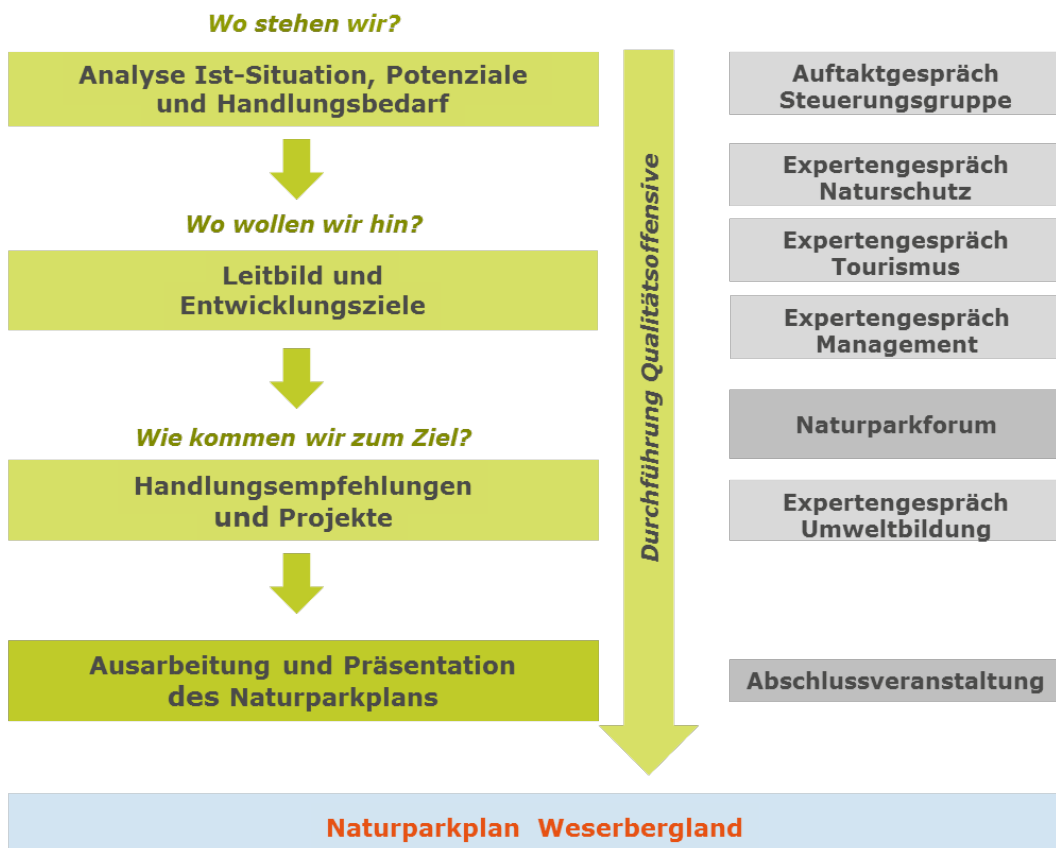 Wo stehen wir?
Analyse Ist-Situation, Potenziale
und Handlungsbedarf
Wo wollen wir hin?
Leitbild und
Entwicklungsziele
Wie kommen wir zum Ziel?
Handlungsempfehlungen
und Projekte
Ausarbeitung und Präsentation
des Naturparkplans
Durchführung Qualitätsoffensive
Auftaktgespräch
Steuerungsgruppe
Expertengespräch
Naturschutz
Expertengespräch
Tourismus
Expertengespräch
Management
Naturparkforum
Expertengespräch
Umweltbildung
Abschlussveranstaltung
Naturparkplan Weserbergland